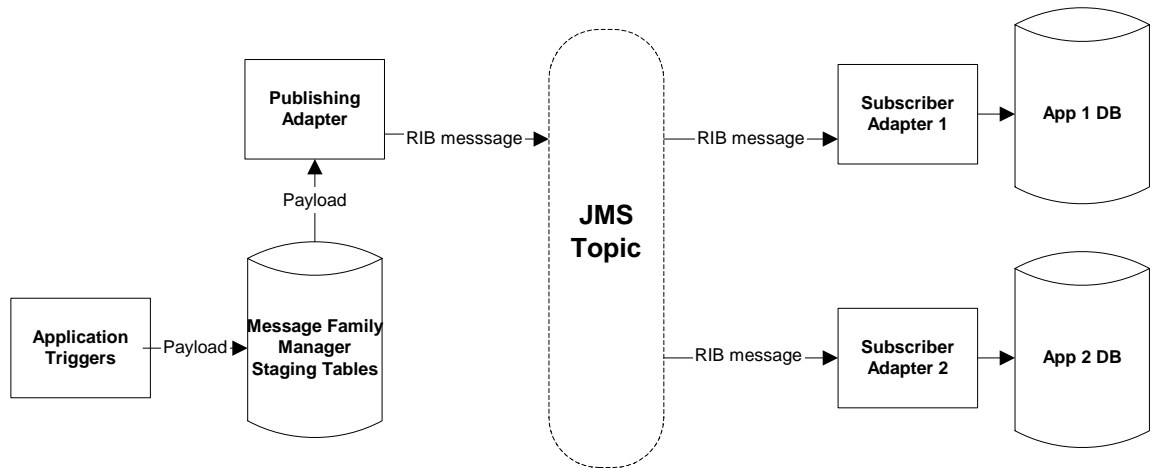 Application
Triggers
Payload
Message Family
Manager
Staging Tables
Payload
Publishing
Adapter
RIB messsage
JMS
Topic
RIB message
Subscriber
Adapter 1
App 1 DB
RIB message
Subscriber
Adapter 2
App 2 DB